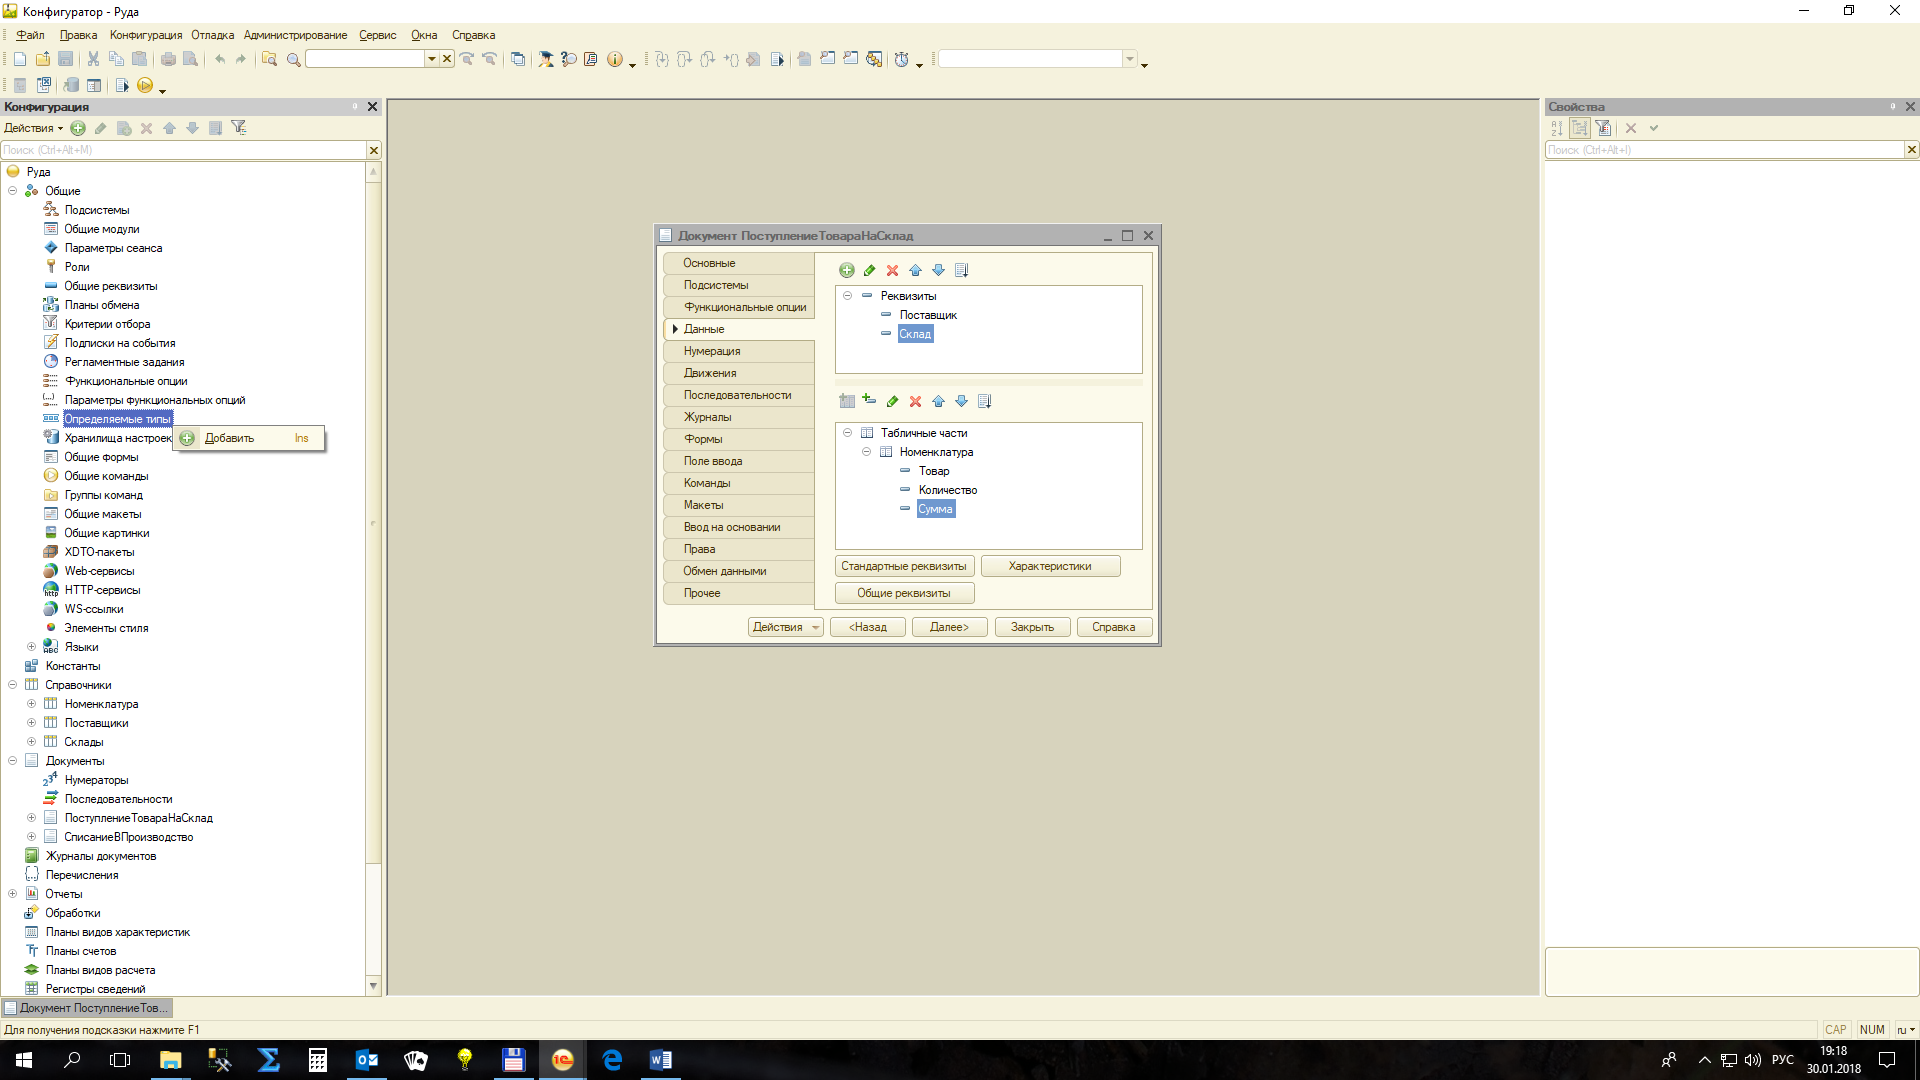 Конфигуратор - Руда
Файл Правка Конфигурация Отладка Администрирование Сервис Окна Справка
Конфигурация
Действия
Поиск (Ctrl+Alt+M)
Руда
Общие
Подсистемы
Общие модули
Параметры сеанса
Роли
Общие реквизиты
Планы обмена
Критерии отбора
Подписки на события
Регламентные задания
Функциональные опции
Параметры функциональных опций
Определяемые типы
Хранилища настроек
Добавить Ins
Общие формы
Общие команды
Группы команд
Общие макеты
Общие картинки
XDTO-пакеты
Web-сервисы
HTTP-сервисы
WS-ссылки
Элементы стиля
Языки
Константы
Справочники
Номенклатура
Поставщики
Склады
Документы
Нумераторы
Последовательности
ПоступлениеТовараНаСклад
СписаниеВПроизводство
Журналы документов
Перечисления
Отчеты
Обработки
Планы видов характеристик
Планы счетов
Планы видов расчета
Регистры сведений
Документ ПоступлениеТовараНаСклад
Основные
Подсистемы
Функциональные опции
Данные
Нумерация
Движения
Последовательности
Журналы
Формы
Поле ввода
Команды
Макеты
Ввод на основании
Права
Обмен данными
Прочее
Реквизиты
Поставщик
Склад
Табличные части
Номенклатура
Товар
Количество
Сумма
Стандартные реквизиты Характеристики
Общие реквизиты
Действия <Назад Далее> Закрыть Справка
Свойства
Поиск (Ctrl+Alt+I)
Документ ПоступлениеТов...
Для получения подсказки нажмите F1
CAP NUM ru
РУС
19:18
30.01.2018